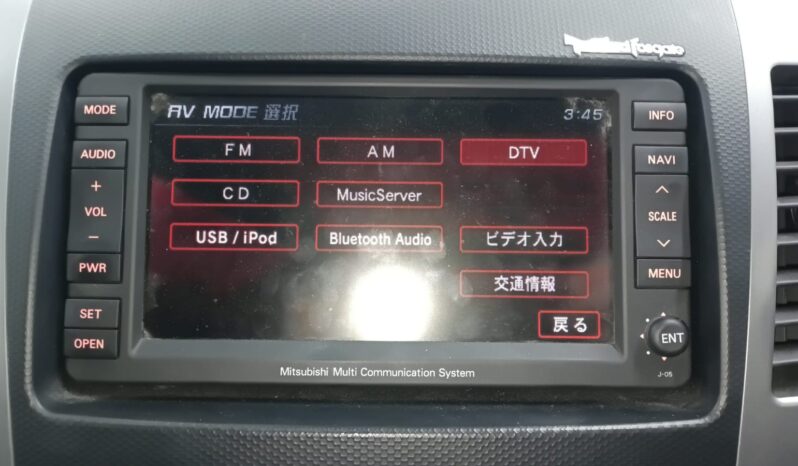 Rockford Fosgate
MODE
AUDIO
+
VOL
−
PWR
SET
OPEN
AV MODE 選択
3:45
FM
AM
DTV
CD
MusicServer
USB / iPod
Bluetooth Audio
ビデオ入力
交通情報
戻る
INFO
NAVI
SCALE
MENU
ENT
J-05
Mitsubishi Multi Communication System